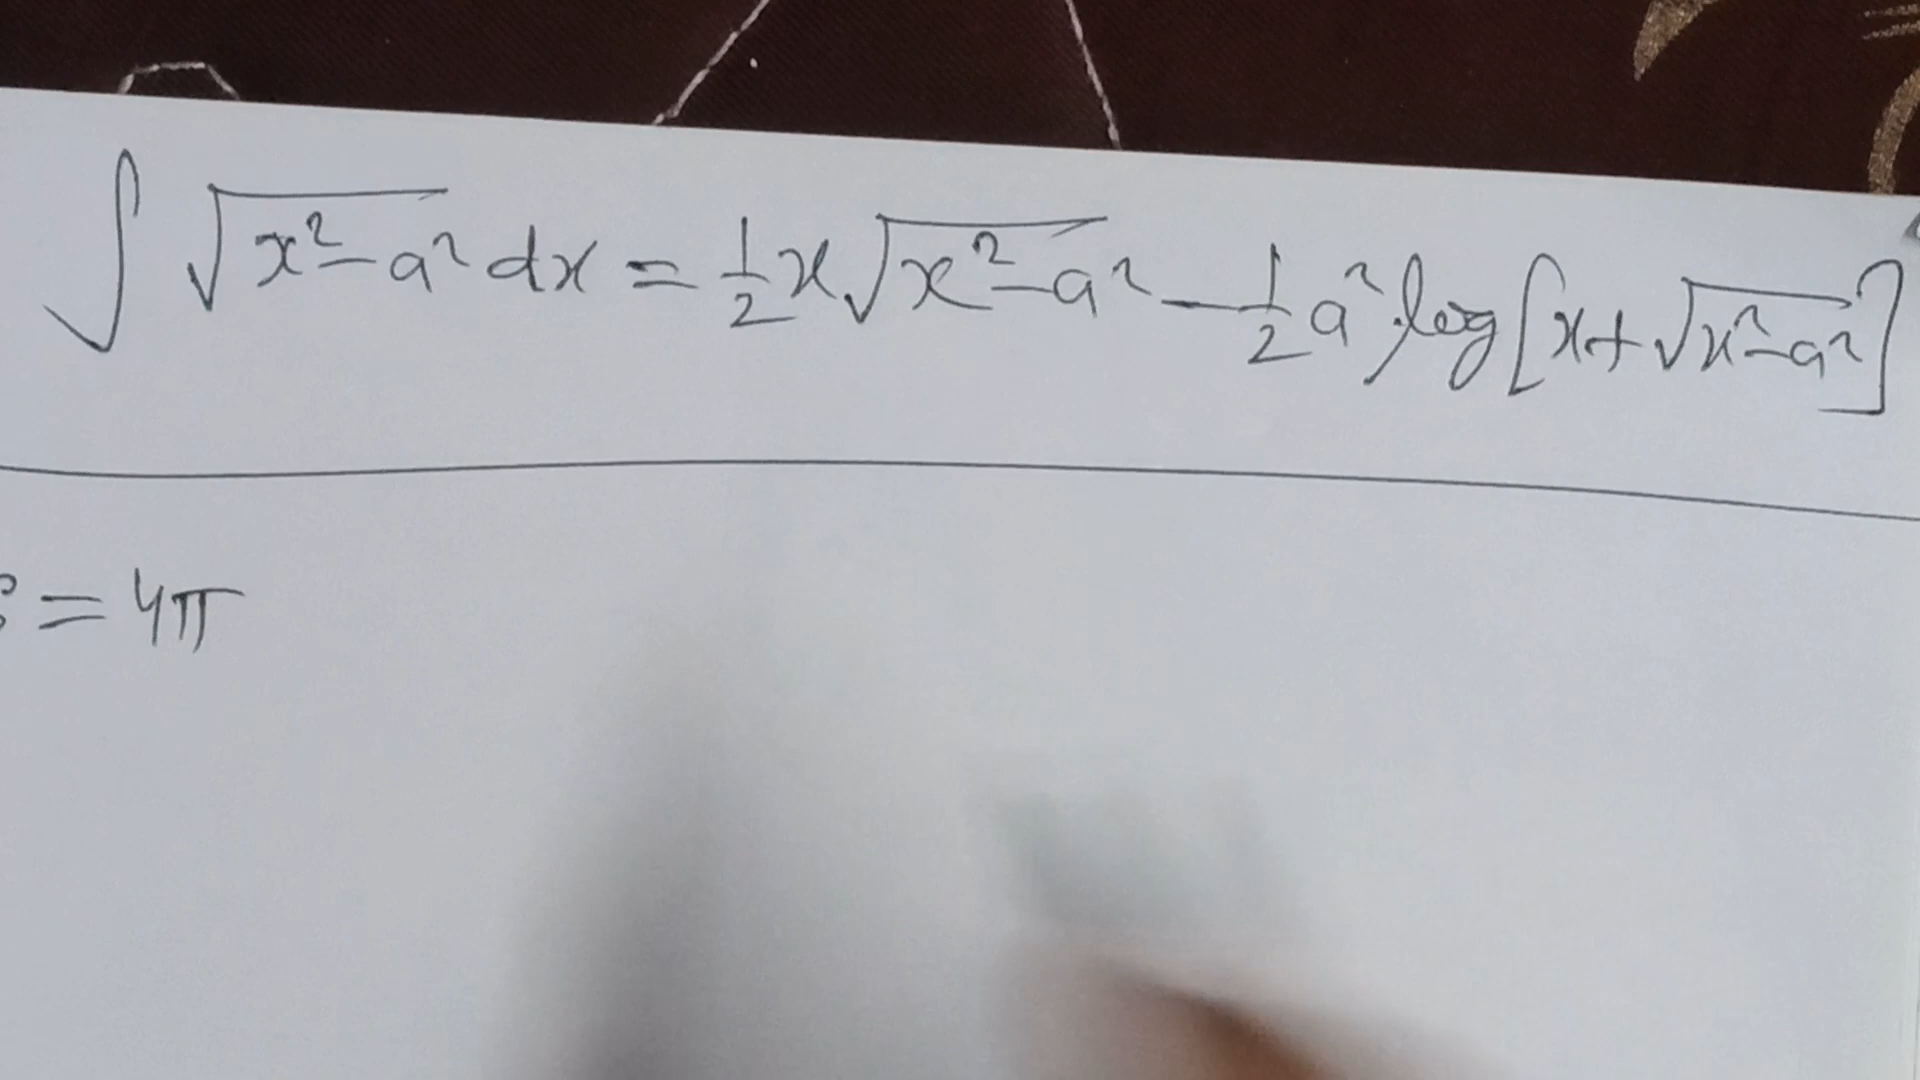 ∫ √(x² - a²) dx = 1/2 x √(x² - a²) - 1/2 a² log [x + √(x² - a²)]
= 4π